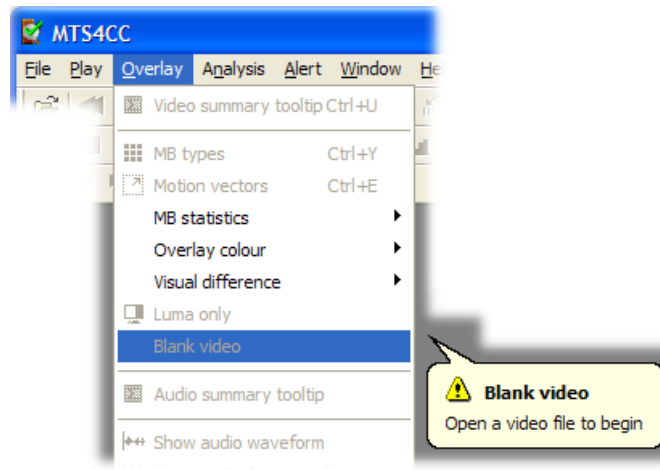 MTS4CC
File Play Overlay Analysis Alert Window
Video summary tooltip Ctrl+U
MB types Ctrl+Y
Motion vectors Ctrl+E
MB statistics
Overlay colour
Visual difference
Luma only
Blank video
Blank video
Open a video file to begin
Audio summary tooltip
Show audio waveform